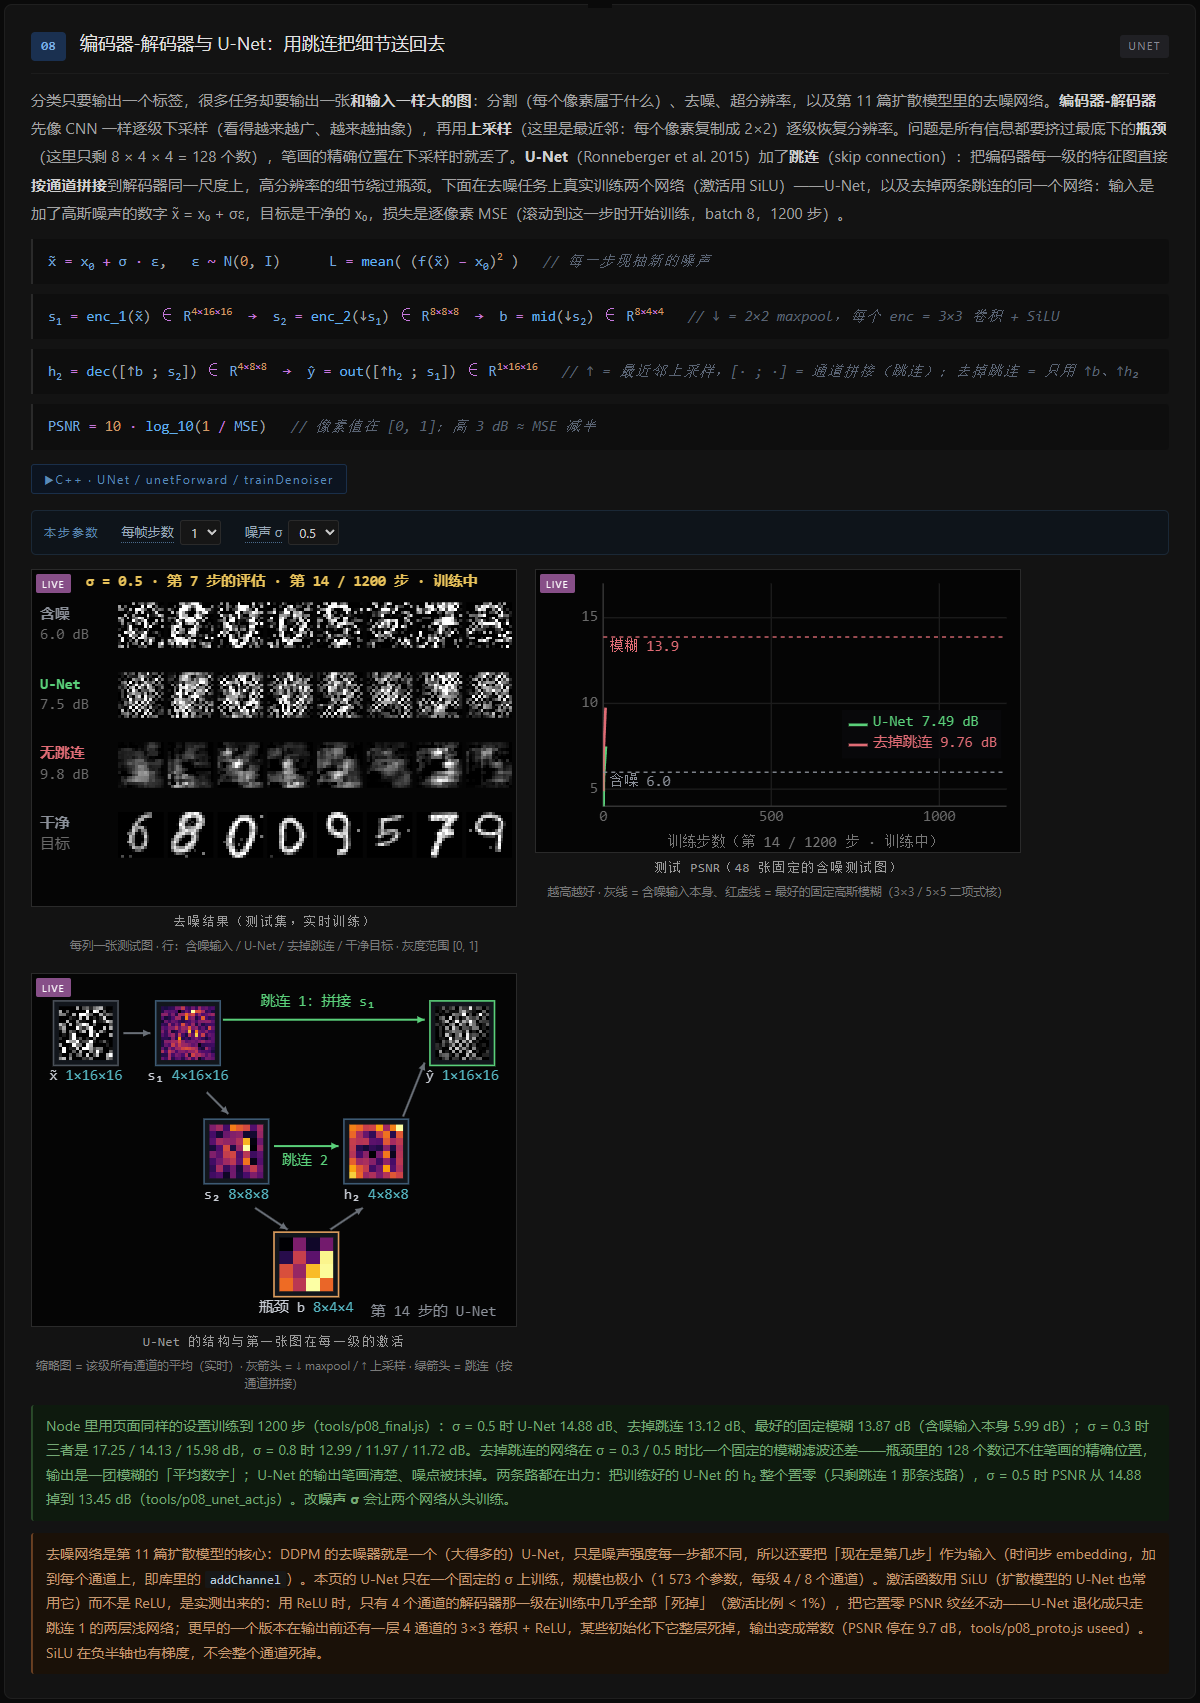 08 编码器-解码器与 U-Net：用跳连把细节送回去 UNET
分类只要输出一个标签，很多任务却要输出一张和输入一样大的图：分割（每个像素属于什么）、去噪、超分辨率，以及第 11 篇扩散模型里的去噪网络。编码器-解码器
先像 CNN 一样逐级下采样（看得越来越广、越来越抽象），再用上采样（这里是最近邻：每个像素复制成 2×2）逐级恢复分辨率。问题是所有信息都要挤过最底下的瓶颈
（这里只剩 8 × 4 × 4 = 128 个数），笔画的精确位置在下采样时就丢了。U-Net（Ronneberger et al. 2015）加了跳连（skip connection）：把编码器每一级的特征图直接
按通道拼接到解码器同一尺度上，高分辨率的细节绕过瓶颈。下面在去噪任务上真实训练两个网络（激活用 SiLU）——U-Net，以及去掉两条跳连的同一个网络：输入是
加了高斯噪声的数字 x̃ = x₀ + σε，目标是干净的 x₀，损失是逐像素 MSE（滚动到这一步时开始训练，batch 8，1200 步）。
x̃ = x₀ + σ · ε,   ε ~ N(0, I)      L = mean( (f(x̃) − x₀)² )   // 每一步现抽新的噪声
s₁ = enc_1(x̃) ∈ R^4×16×16  →  s₂ = enc_2(↓s₁) ∈ R^8×8×8  →  b = mid(↓s₂) ∈ R^8×4×4   // ↓ = 2×2 maxpool，每个 enc = 3×3 卷积 + SiLU
h₂ = dec([↑b ; s₂]) ∈ R^4×8×8  →  ŷ = out([↑h₂ ; s₁]) ∈ R^1×16×16   // ↑ = 最近邻上采样，[· ; ·] = 通道拼接（跳连）；去掉跳连 = 只用 ↑b、↑h₂
PSNR = 10 · log_10(1 / MSE)   // 像素值在 [0, 1]；高 3 dB ≈ MSE 减半
▶C++ · UNet / unetForward / trainDenoiser
本步参数 每帧步数 1 噪声 σ 0.5
LIVE σ = 0.5 · 第 7 步的评估 · 第 14 / 1200 步 · 训练中
含噪
6.0 dB
U-Net
7.5 dB
无跳连
9.8 dB
干净
目标
去噪结果（测试集，实时训练）
每列一张测试图 · 行：含噪输入 / U-Net / 去掉跳连 / 干净目标 · 灰度范围 [0, 1]
LIVE
15
模糊 13.9
10
U-Net 7.49 dB
去掉跳连 9.76 dB
含噪 6.0
5
0 500 1000
训练步数（第 14 / 1200 步 · 训练中）
测试 PSNR（48 张固定的含噪测试图）
越高越好 · 灰线 = 含噪输入本身、红虚线 = 最好的固定高斯模糊（3×3 / 5×5 二项式核）
LIVE
跳连 1：拼接 s₁
x̃ 1×16×16 s₁ 4×16×16 ŷ 1×16×16
跳连 2
s₂ 8×8×8 h₂ 4×8×8
瓶颈 b 8×4×4 第 14 步的 U-Net
U-Net 的结构与第一张图在每一级的激活
缩略图 = 该级所有通道的平均（实时）· 灰箭头 = ↓ maxpool / ↑ 上采样 · 绿箭头 = 跳连（按
通道拼接）
Node 里用页面同样的设置训练到 1200 步（tools/p08_final.js）：σ = 0.5 时 U-Net 14.88 dB、去掉跳连 13.12 dB、最好的固定模糊 13.87 dB（含噪输入本身 5.99 dB）；σ = 0.3 时
三者是 17.25 / 14.13 / 15.98 dB，σ = 0.8 时 12.99 / 11.97 / 11.72 dB。去掉跳连的网络在 σ = 0.3 / 0.5 时比一个固定的模糊滤波还差——瓶颈里的 128 个数记不住笔画的精确位置，
输出是一团模糊的「平均数字」；U-Net 的输出笔画清楚、噪点被抹掉。两条路都在出力：把训练好的 U-Net 的 h₂ 整个置零（只剩跳连 1 那条浅路），σ = 0.5 时 PSNR 从 14.88
掉到 13.45 dB（tools/p08_unet_act.js）。改噪声 σ 会让两个网络从头训练。
去噪网络是第 11 篇扩散模型的核心：DDPM 的去噪器就是一个（大得多的）U-Net，只是噪声强度每一步都不同，所以还要把「现在是第几步」作为输入（时间步 embedding，加
到每个通道上，即库里的 addChannel ）。本页的 U-Net 只在一个固定的 σ 上训练，规模也极小（1 573 个参数，每级 4 / 8 个通道）。激活函数用 SiLU（扩散模型的 U-Net 也常
用它）而不是 ReLU，是实测出来的：用 ReLU 时，只有 4 个通道的解码器那一级在训练中几乎全部「死掉」（激活比例 < 1%），把它置零 PSNR 纹丝不动——U-Net 退化成只走
跳连 1 的两层浅网络；更早的一个版本在输出前还有一层 4 通道的 3×3 卷积 + ReLU，某些初始化下它整层死掉，输出变成常数（PSNR 停在 9.7 dB，tools/p08_proto.js useed）。
SiLU 在负半轴也有梯度，不会整个通道死掉。